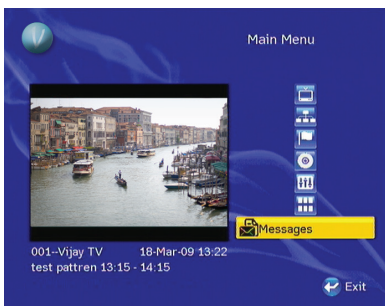 V
Main Menu
Messages
001--Vijay TV 18-Mar-09 13:22
test pattren 13:15 - 14:15
Exit